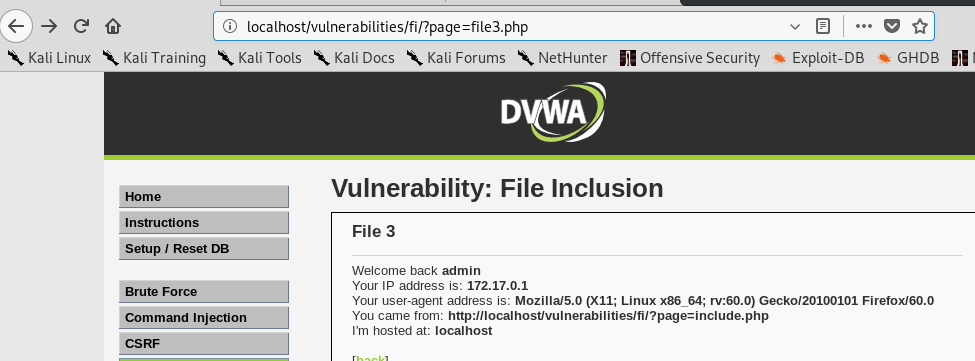 localhost/vulnerabilities/fi/?page=file3.php
Kali Linux Kali Training Kali Tools Kali Docs Kali Forums NetHunter Offensive Security Exploit-DB GHDB
DVWA
Vulnerability: File Inclusion
Home
Instructions
Setup / Reset DB
Brute Force
Command Injection
CSRF
File 3
Welcome back admin
Your IP address is: 172.17.0.1
Your user-agent address is: Mozilla/5.0 (X11; Linux x86_64; rv:60.0) Gecko/20100101 Firefox/60.0
You came from: http://localhost/vulnerabilities/fi/?page=include.php
I'm hosted at: localhost
[back]